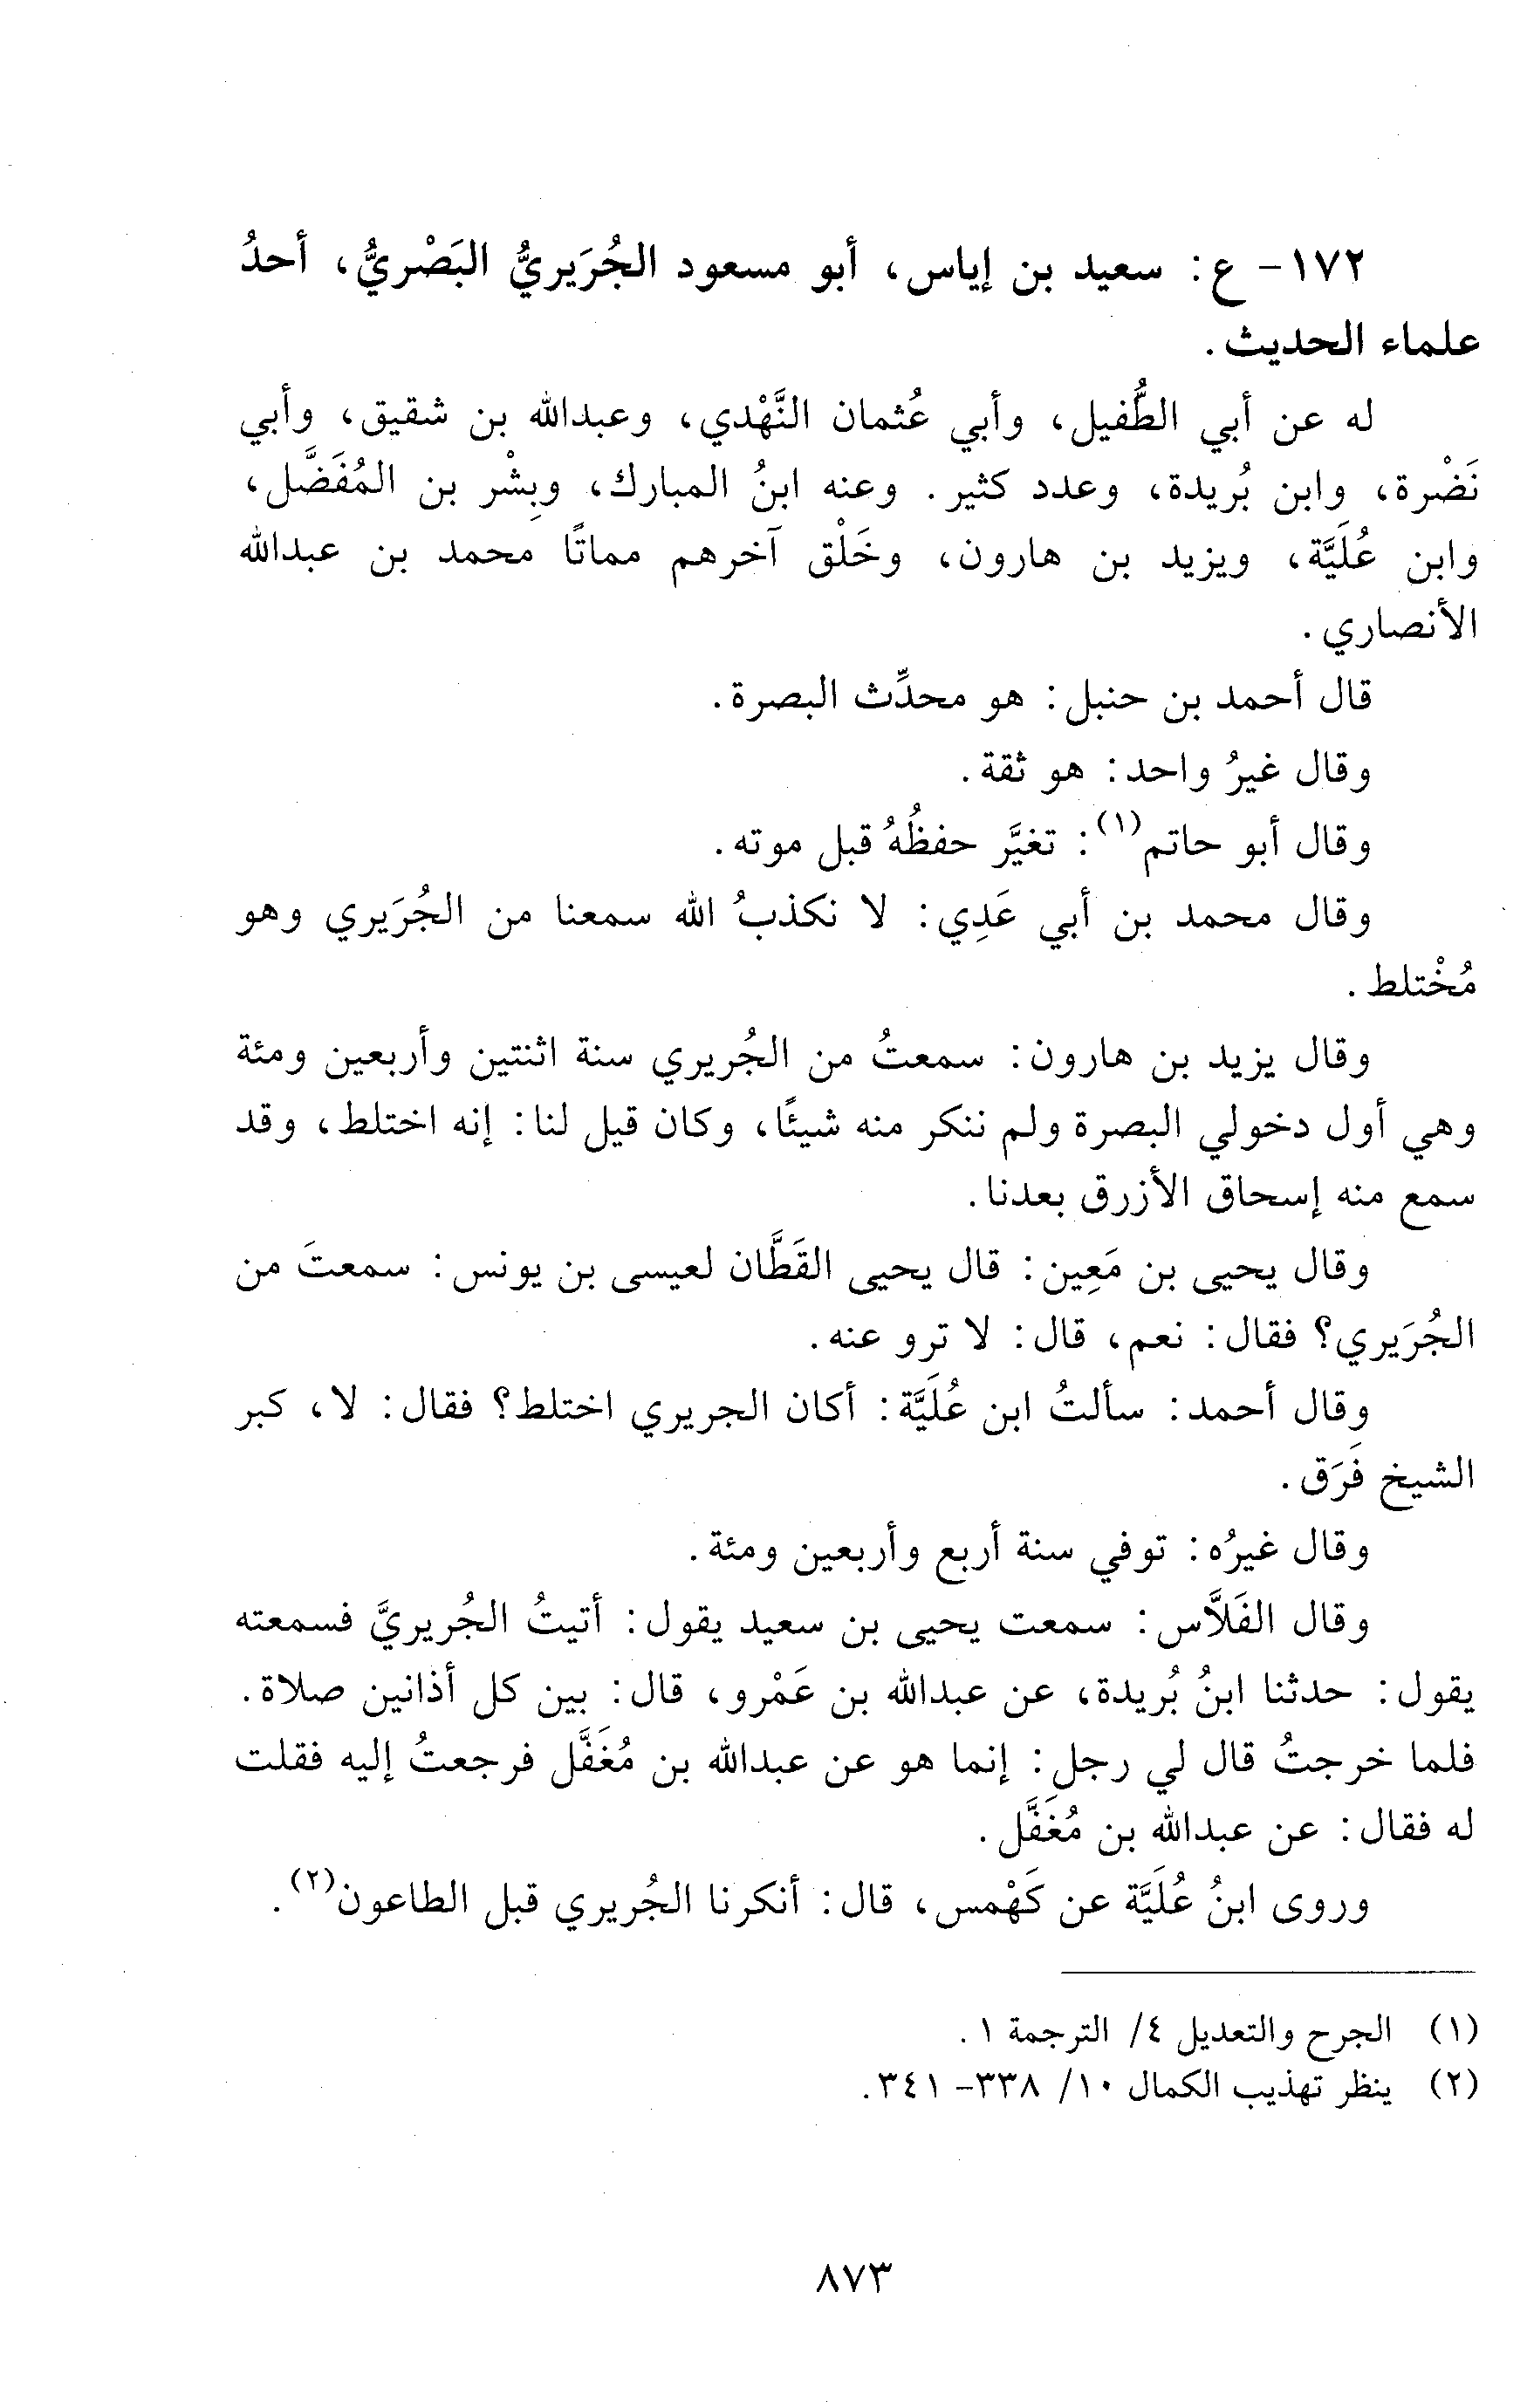 ١٧٢- ع: سعيد بن إياس، أبو مسعود الجُرَيريُّ البَصْريُّ، أحدُ
علماء الحديث.
له عن أبي الطُّفيل، وأبي عُثمان النَّهْدي، وعبدالله بن شقيق، وأبي
نَضْرة، وابن بُريدة، وعدد كثير. وعنه ابنُ المبارك، وبِشْر بن المُفَضَّل،
وابن عُلَيَّة، ويزيد بن هارون، وخَلْق آخرهم مماتًا محمد بن عبدالله
الأنصاري.
قال أحمد بن حنبل: هو محدِّث البصرة.
وقال غيرُ واحد: هو ثقة.
وقال أبو حاتم(١): تغيَّر حفظُهُ قبل موته.
وقال محمد بن أبي عَدِي: لا نكذبُ الله سمعنا من الجُرَيري وهو
مُخْتلط.
وقال يزيد بن هارون: سمعتُ من الجُريري سنة اثنتين وأربعين ومئة
وهي أول دخولي البصرة ولم ننكر منه شيئًا، وكان قيل لنا: إنه اختلط، وقد
سمع منه إسحاق الأزرق بعدنا.
وقال يحيى بن مَعِين: قال يحيى القَطَّان لعيسى بن يونس: سمعتَ من
الجُرَيري؟ فقال: نعم، قال: لا ترو عنه.
وقال أحمد: سألتُ ابن عُلَيَّة: أكان الجريري اختلط؟ فقال: لا، كبر
الشيخ فَرَق.
وقال غيرُه: توفي سنة أربع وأربعين ومئة.
وقال الفَلَّاس: سمعت يحيى بن سعيد يقول: أتيتُ الجُريريَّ فسمعته
يقول: حدثنا ابنُ بُريدة، عن عبدالله بن عَمْرو، قال: بين كل أذانين صلاة.
فلما خرجتُ قال لي رجل: إنما هو عن عبدالله بن مُغَفَّل فرجعتُ إليه فقلت
له فقال: عن عبدالله بن مُغَفَّل.
وروى ابنُ عُلَيَّة عن كَهْمس، قال: أنكرنا الجُريري قبل الطاعون(٢).
(١) الجرح والتعديل ٤/ الترجمة ١.
(٢) ينظر تهذيب الكمال ١٠/ ٣٣٨- ٣٤١.
٨٧٣